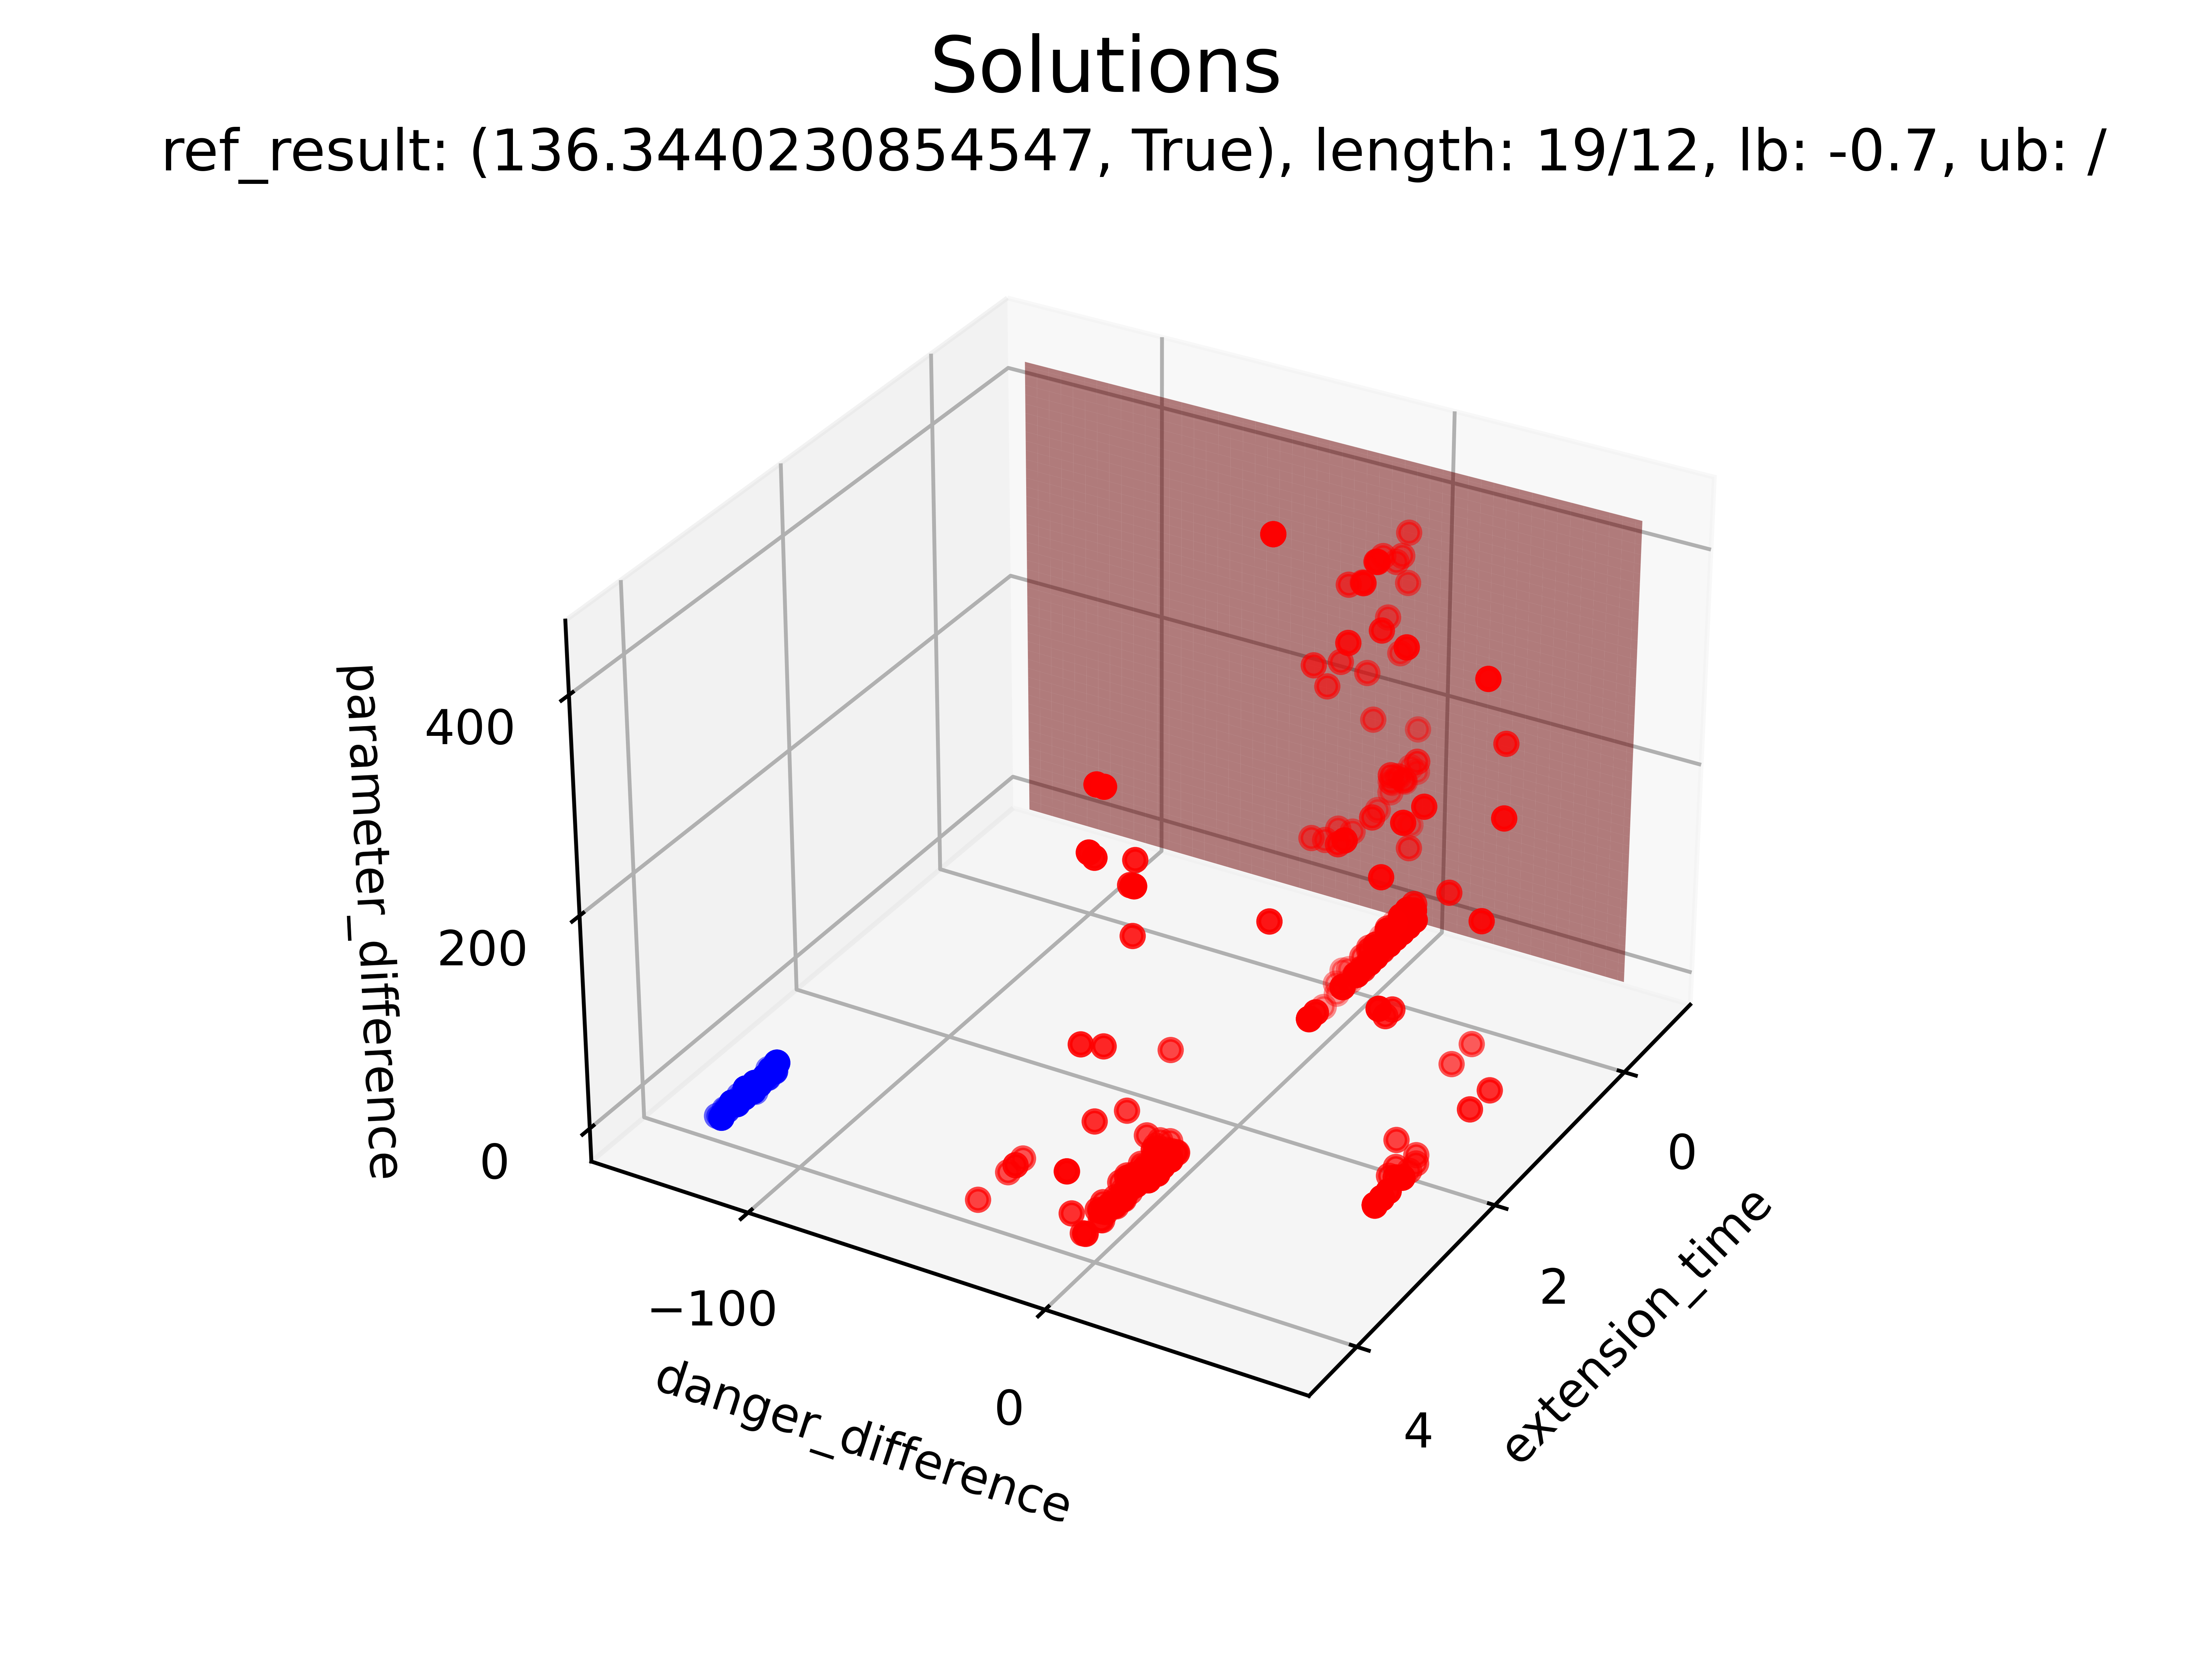 Solutions
ref_result: (136.3440230854547, True), length: 19/12, lb: -0.7, ub: /
parameter_difference
400
200
0
−100
0
danger_difference
0
2
4
extension_time